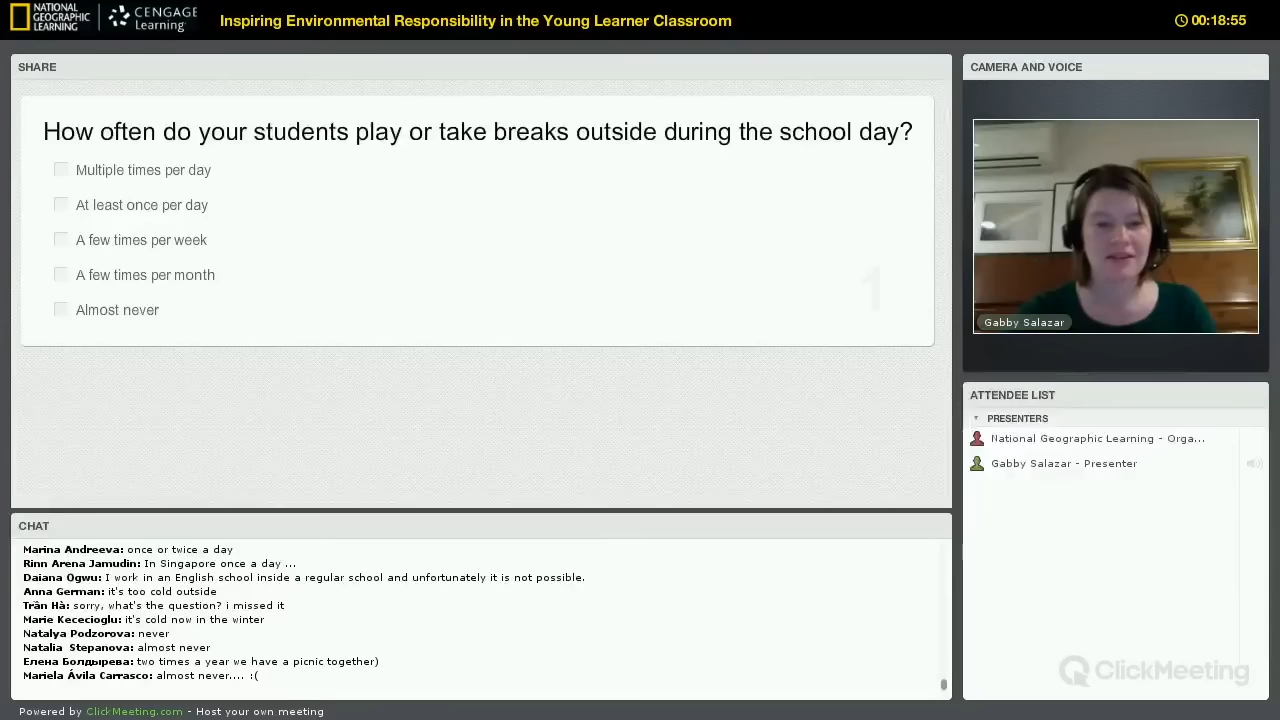 NATIONAL
GEOGRAPHIC
LEARNING
CENGAGE
Learning
Inspiring Environmental Responsibility in the Young Learner Classroom
00:18:55
SHARE
How often do your students play or take breaks outside during the school day?
Multiple times per day
At least once per day
A few times per week
A few times per month
Almost never
1
CAMERA AND VOICE
Gabby Salazar
ATTENDEE LIST
PRESENTERS
National Geographic Learning - Orga...
Gabby Salazar - Presenter
CHAT
Marina Andreeva: once or twice a day
Rinn Arena Jamudin: In Singapore once a day ...
Daiana Ogwu: I work in an English school inside a regular school and unfortunately it is not possible.
Anna German: it's too cold outside
Trần Hà: sorry, what's the question? i missed it
Marie Kececioglu: it's cold now in the winter
Natalya Podzorova: never
Natalia Stepanova: almost never
Елена Болдырева: two times a year we have a picnic together)
Mariela Ávila Carrasco: almost never.... :(
ClickMeeting
Powered by ClickMeeting.com - Host your own meeting